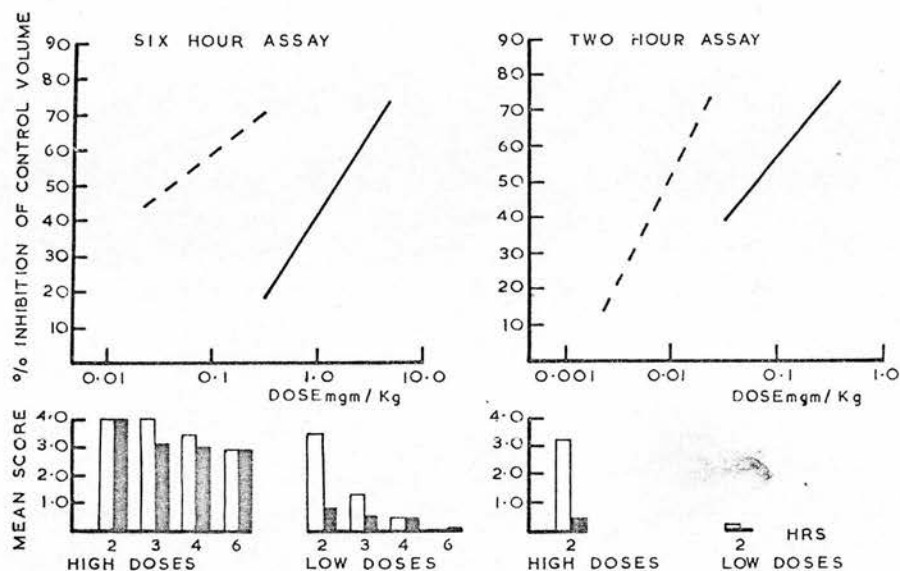 SIX HOUR ASSAY
% INHIBITION OF CONTROL VOLUME
90
80
70
60
50
40
30
20
10
0.01 0.1 1.0 10.0
DOSE mgm/Kg
TWO HOUR ASSAY
90
80
70
60
50
40
30
20
10
0.001 0.01 0.1 1.0
DOSE mgm/Kg
MEAN SCORE
4.0
3.0
2.0
1.0
2 3 4 6
HIGH DOSES
2 3 4 6
LOW DOSES
4.0
3.0
2.0
1.0
2
HIGH DOSES
2 HRS
LOW DOSES